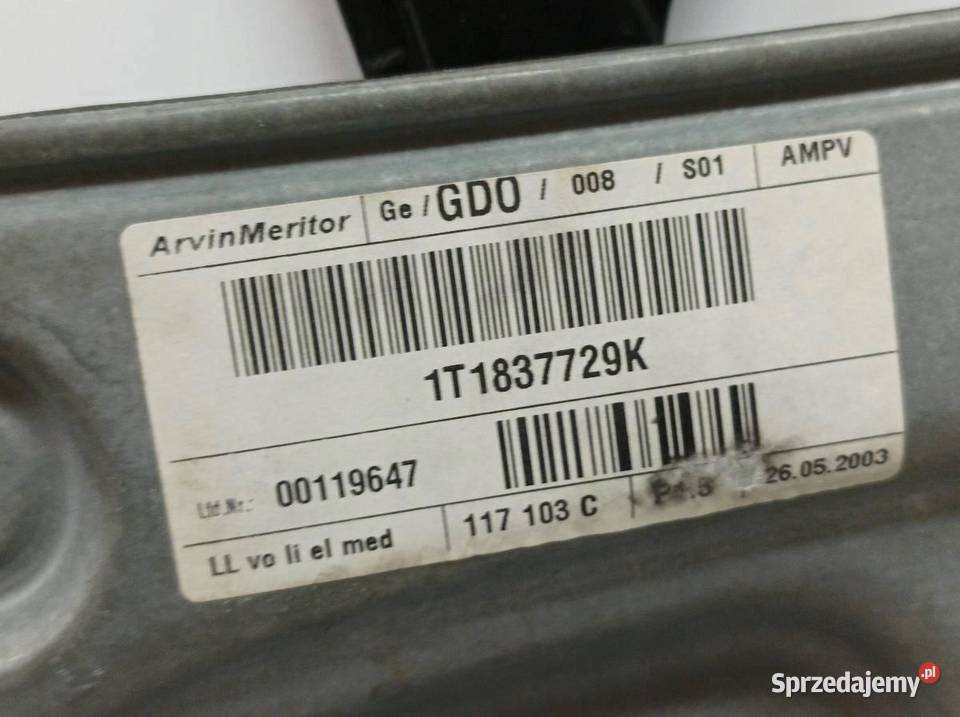 ArvinMeritor Ge / GDO / 008 / S01 AMPV
1T1837729K
Lfd.Nr.: 00119647
26.05.2003
LL vo li el med 117 103 C
Sprzedajemy.pl